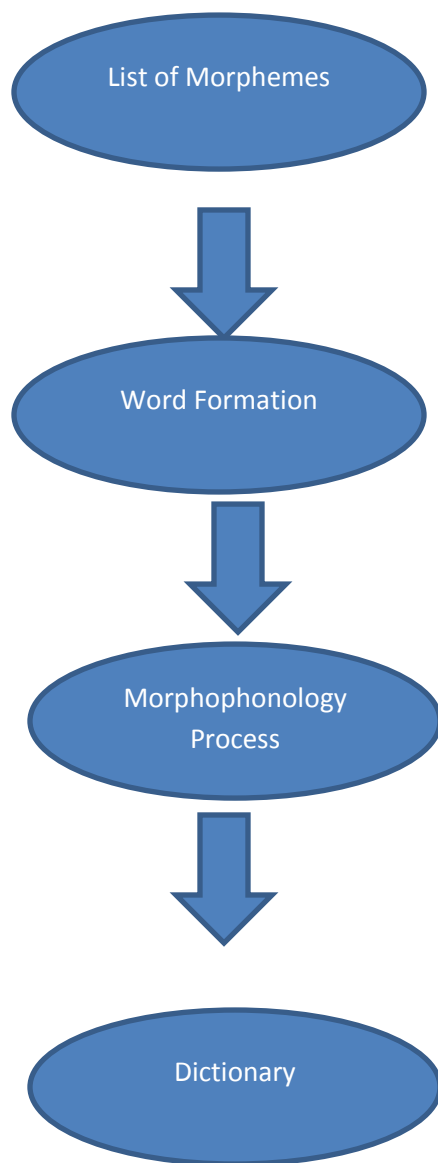 List of Morphemes
Word Formation
Morphophonology
Process
Dictionary